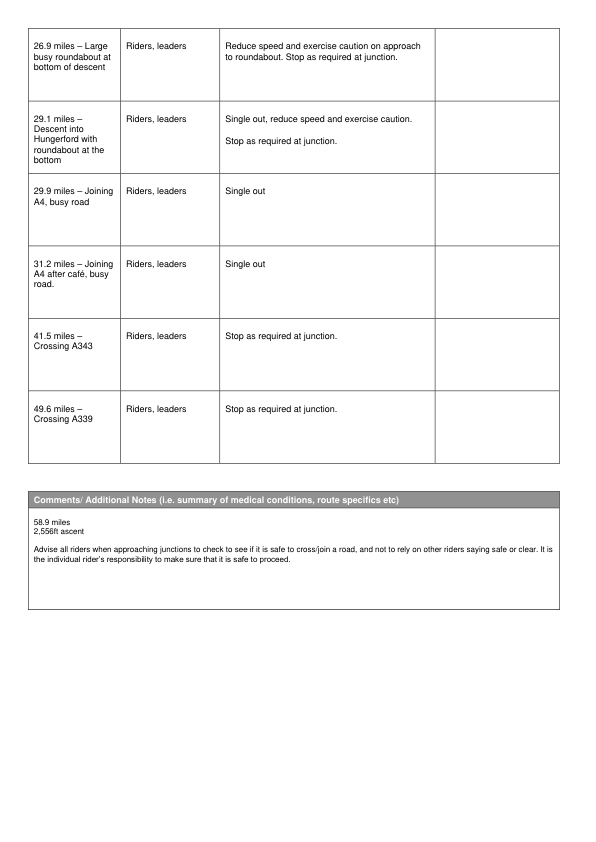 26.9 miles – Large
busy roundabout at
bottom of descent
Riders, leaders
Reduce speed and exercise caution on approach
to roundabout. Stop as required at junction.
29.1 miles –
Descent into
Hungerford with
roundabout at the
bottom
Riders, leaders
Single out, reduce speed and exercise caution.
Stop as required at junction.
29.9 miles – Joining
A4, busy road
Riders, leaders
Single out
31.2 miles – Joining
A4 after café, busy
road.
Riders, leaders
Single out
41.5 miles –
Crossing A343
Riders, leaders
Stop as required at junction.
49.6 miles –
Crossing A339
Riders, leaders
Stop as required at junction.
Comments/ Additional Notes (i.e. summary of medical conditions, route specifics etc)
58.9 miles
2,556ft ascent
Advise all riders when approaching junctions to check to see if it is safe to cross/join a road, and not to rely on other riders saying safe or clear. It is
the individual rider's responsibility to make sure that it is safe to proceed.